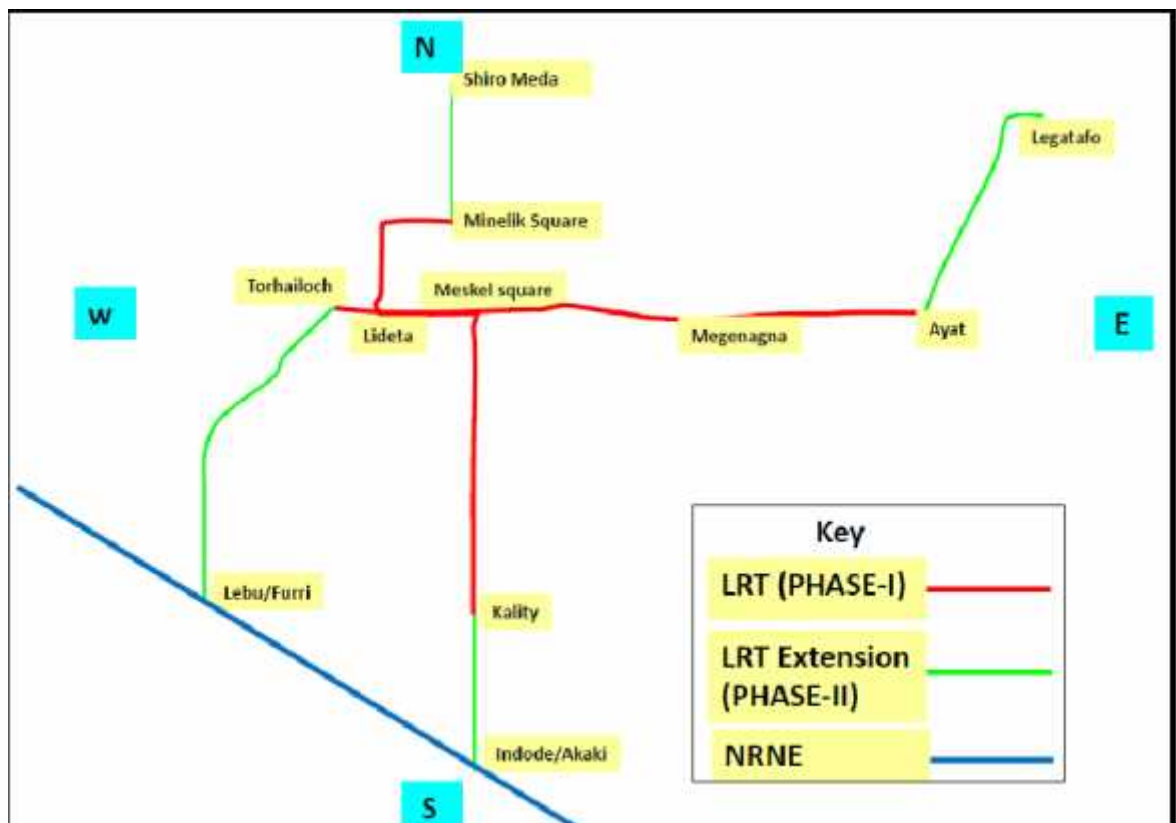 N
Shiro Meda
Legatafo
Minelik Square
Torhailoch
Meskel square
W
E
Lideta
Megenagna
Ayat
Lebu/Furri
Kality
Indode/Akaki
S
Key
LRT (PHASE-I)
LRT Extension
(PHASE-II)
NRNE